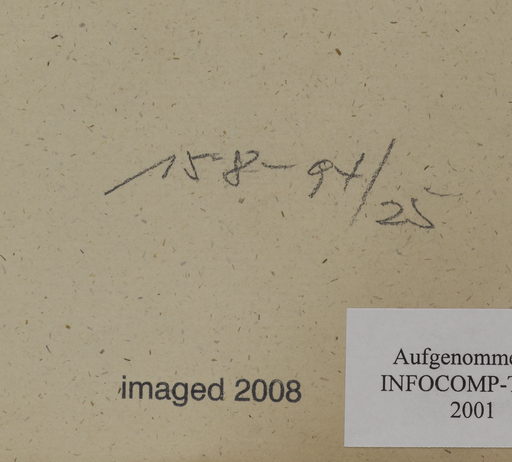 158-94/25
imaged 2008
Aufgenomme
INFOCOMP-T
2001